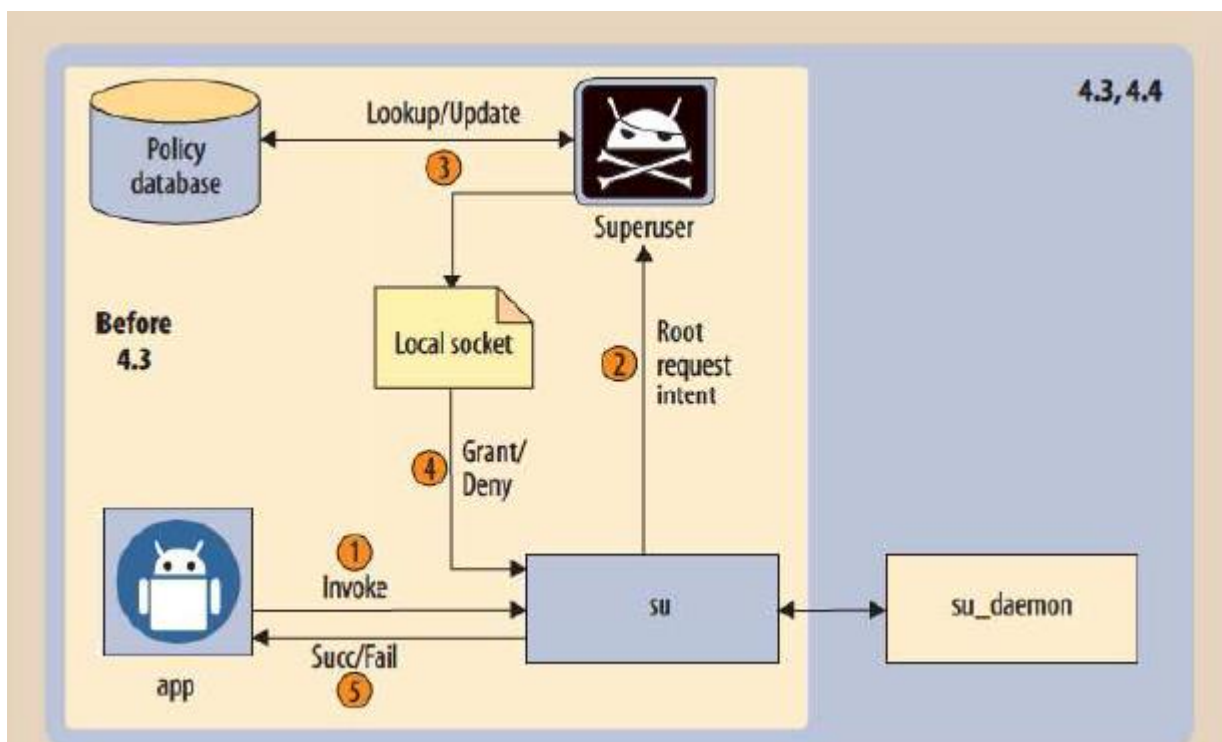 4.3, 4.4
Lookup/Update
3
Policy
database
Superuser
Before
4.3
Local socket
2
Root
request
intent
4
Grant/
Deny
1
Invoke
su
su_daemon
Succ/Fail
5
app